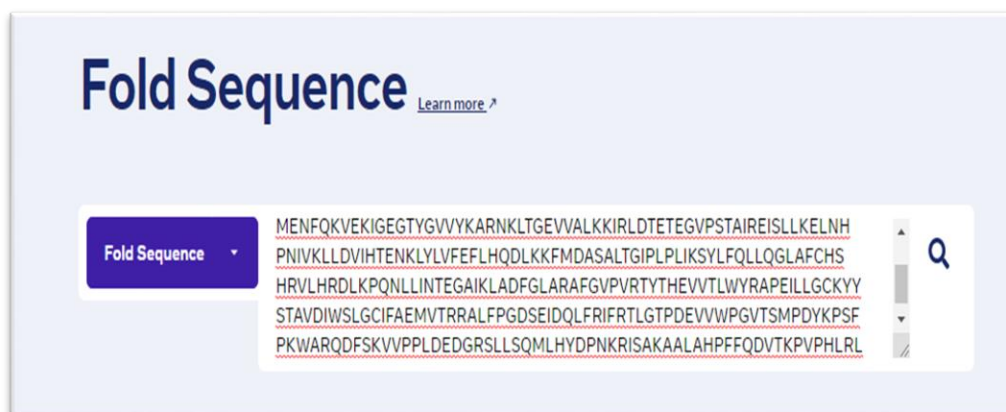 Fold Sequence Learn more ↗
Fold Sequence
MENFQKVEKIGEGTYGVVYKARNKLTGEVVALKKIRLDTETEGVPSTAIREISLLKELNH
PNIVKLLDVIHTENKLYLVFEFLHQDLKKFMDASALTGIPLPLIKSYLFQLLQGLAFCHS
HRVLHRDLKPQNLLINTEGAIKLADFGLARAFGVPVRTYTHEVVTLWYRAPEILLGCKYY
STAVDIWSLGCIFAEMVTRRALFPGDSEIDQLFRIFRTLGTPDEVVWPGVTSMPDYKPSF
PKWARQDFSKVVPPLDEDGRSLLSQMLHYDPNKRISAKAALAHPFFQDVTKPVPHLRL